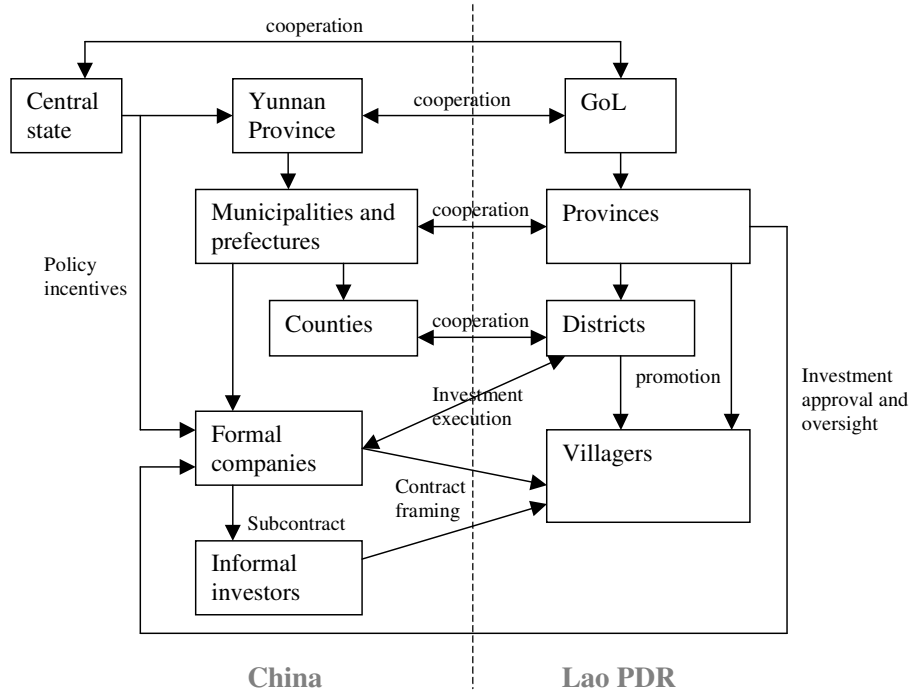 cooperation
Central
state
Yunnan
Province
cooperation
GoL
Municipalities and
prefectures
cooperation
Provinces
Policy
incentives
Counties
cooperation
Districts
Investment
execution
promotion
Investment
approval and
oversight
Formal
companies
Villagers
Contract
framing
Subcontract
Informal
investors
China
Lao PDR